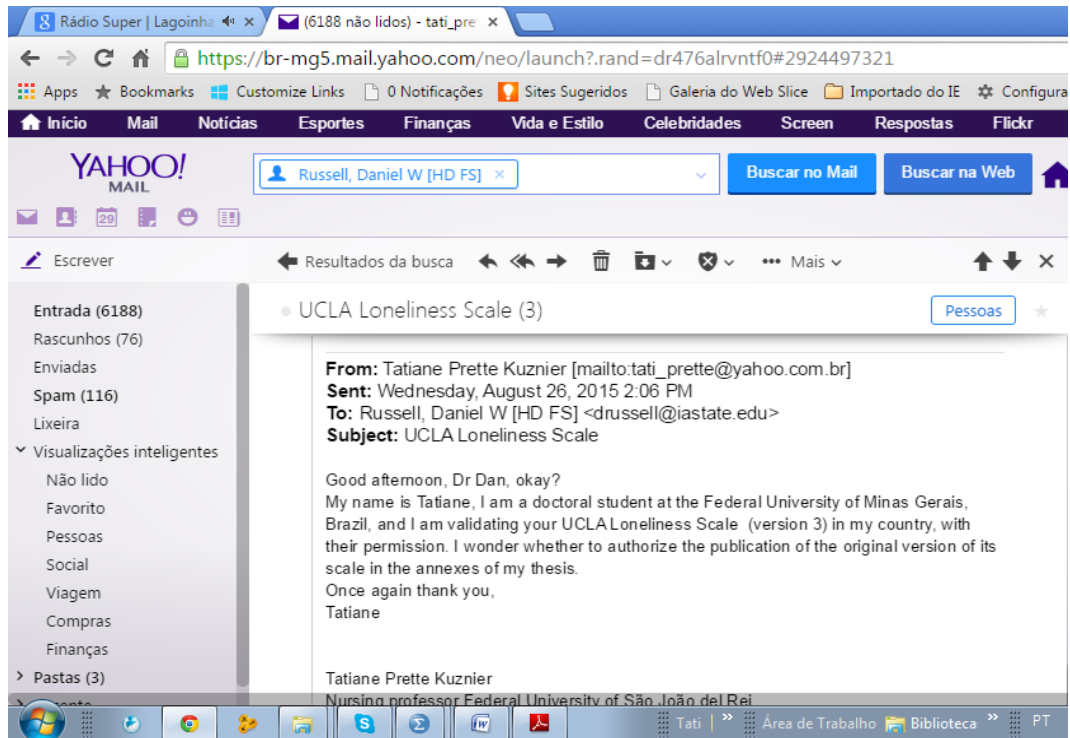 Rádio Super | Lagoinha
(6188 não lidos) - tati_pre
https://br-mg5.mail.yahoo.com/neo/launch?.rand=dr476alrvntf0#2924497321
Apps Bookmarks Customize Links 0 Notificações Sites Sugeridos Galeria do Web Slice Importado do IE Configura
Início Mail Notícias Esportes Finanças Vida e Estilo Celebridades Screen Respostas Flickr
YAHOO!
MAIL
Russell, Daniel W [HD FS] ×
Buscar no Mail Buscar na Web
29
Escrever
Resultados da busca ••• Mais
Entrada (6188)
Rascunhos (76)
Enviadas
Spam (116)
Lixeira
Visualizações inteligentes
Não lido
Favorito
Pessoas
Social
Viagem
Compras
Finanças
Pastas (3)
UCLA Loneliness Scale (3)
Pessoas
From: Tatiane Prette Kuznier [mailto:tati_prette@yahoo.com.br]
Sent: Wednesday, August 26, 2015 2:06 PM
To: Russell, Daniel W [HD FS] <drussell@iastate.edu>
Subject: UCLA Loneliness Scale
Good afternoon, Dr Dan, okay?
My name is Tatiane, I am a doctoral student at the Federal University of Minas Gerais,
Brazil, and I am validating your UCLA Loneliness Scale (version 3) in my country, with
their permission. I wonder whether to authorize the publication of the original version of its
scale in the annexes of my thesis.
Once again thank you,
Tatiane
Tatiane Prette Kuznier
Nursing professor Federal University of São João del Rei
Tati | » Área de Trabalho Biblioteca » PT